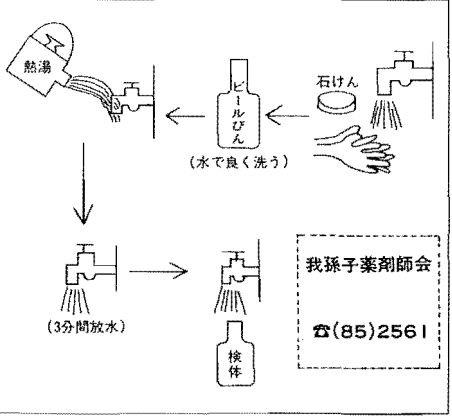 熱湯
石けん
ビールびん
(水で良く洗う)
(3分間放水)
検体
我孫子薬剤師会
☎(85)2561